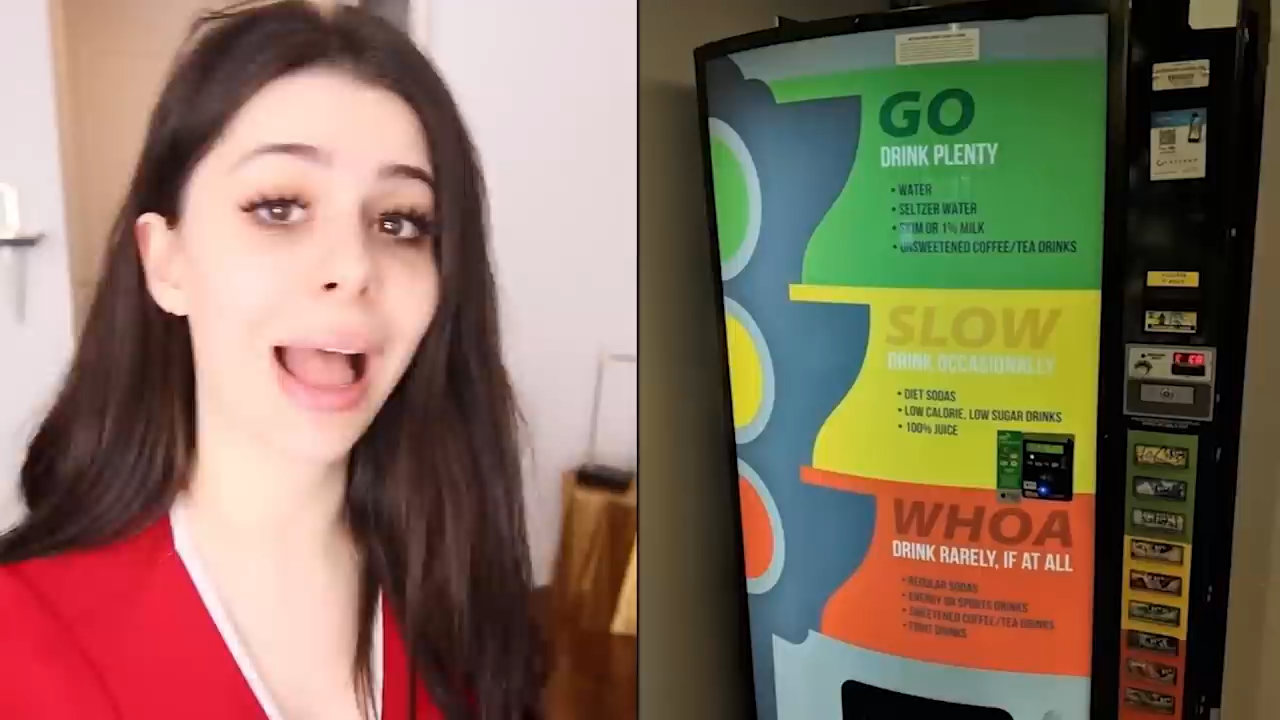 GO
DRINK PLENTY
• WATER
• SELTZER WATER
• SKIM OR 1% MILK
• UNSWEETENED COFFEE/TEA DRINKS
SLOW
DRINK OCCASIONALLY
• DIET SODAS
• LOW CALORIE, LOW SUGAR DRINKS
• 100% JUICE
WHOA
DRINK RARELY, IF AT ALL
• REGULAR SODAS
• ENERGY OR SPORTS DRINKS
• SWEETENED COFFEE/TEA DRINKS
• FRUIT DRINKS